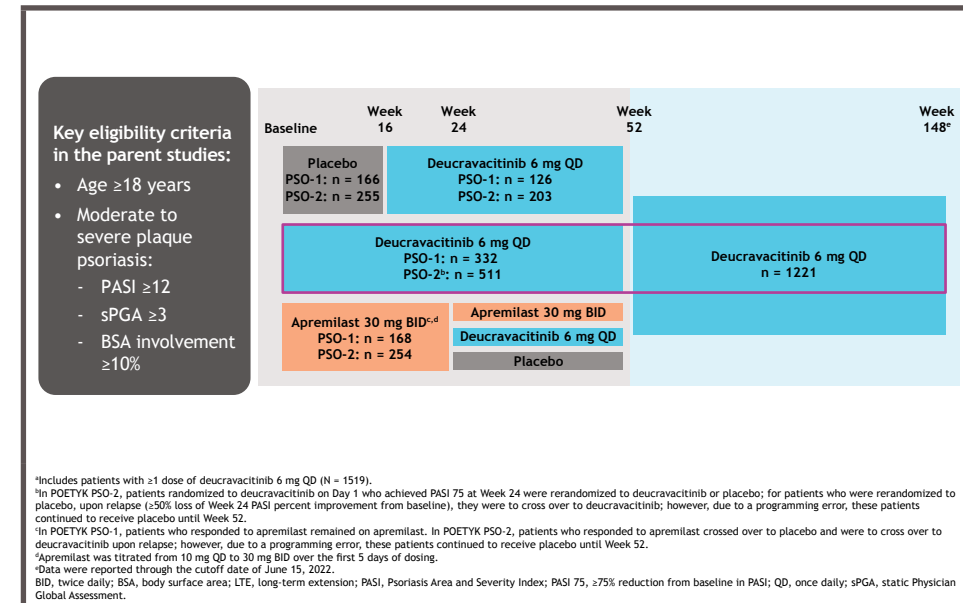 Key eligibility criteria
in the parent studies:
• Age ≥18 years
• Moderate to
severe plaque
psoriasis:
- PASI ≥12
- sPGA ≥3
- BSA involvement
≥10%
Baseline
Week
16
Week
24
Week
52
Week
148ᵉ
Placebo
PSO-1: n = 166
PSO-2: n = 255
Deucravacitinib 6 mg QD
PSO-1: n = 126
PSO-2: n = 203
Deucravacitinib 6 mg QD
PSO-1: n = 332
PSO-2ᵇ: n = 511
Deucravacitinib 6 mg QD
n = 1221
Apremilast 30 mg BIDᶜ,ᵈ
PSO-1: n = 168
PSO-2: n = 254
Apremilast 30 mg BID
Deucravacitinib 6 mg QD
Placebo
ᵃIncludes patients with ≥1 dose of deucravacitinib 6 mg QD (N = 1519).
ᵇIn POETYK PSO-2, patients randomized to deucravacitinib on Day 1 who achieved PASI 75 at Week 24 were rerandomized to deucravacitinib or placebo; for patients who were rerandomized to
placebo, upon relapse (≥50% loss of Week 24 PASI percent improvement from baseline), they were to cross over to deucravacitinib; however, due to a programming error, these patients
continued to receive placebo until Week 52.
ᶜIn POETYK PSO-1, patients who responded to apremilast remained on apremilast. In POETYK PSO-2, patients who responded to apremilast crossed over to placebo and were to cross over to
deucravacitinib upon relapse; however, due to a programming error, these patients continued to receive placebo until Week 52.
ᵈApremilast was titrated from 10 mg QD to 30 mg BID over the first 5 days of dosing.
ᵉData were reported through the cutoff date of June 15, 2022.
BID, twice daily; BSA, body surface area; LTE, long-term extension; PASI, Psoriasis Area and Severity Index; PASI 75, ≥75% reduction from baseline in PASI; QD, once daily; sPGA, static Physician
Global Assessment.